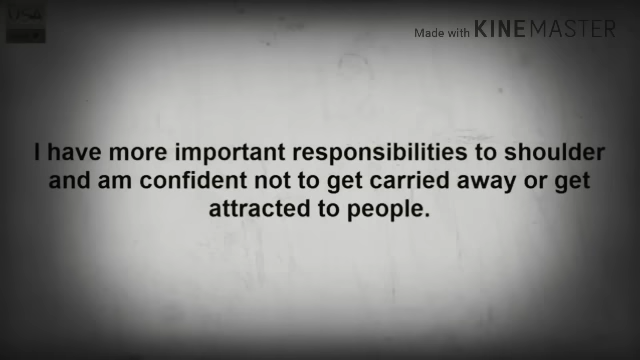 Made with KINEMASTER
I have more important responsibilities to shoulder
and am confident not to get carried away or get
attracted to people.